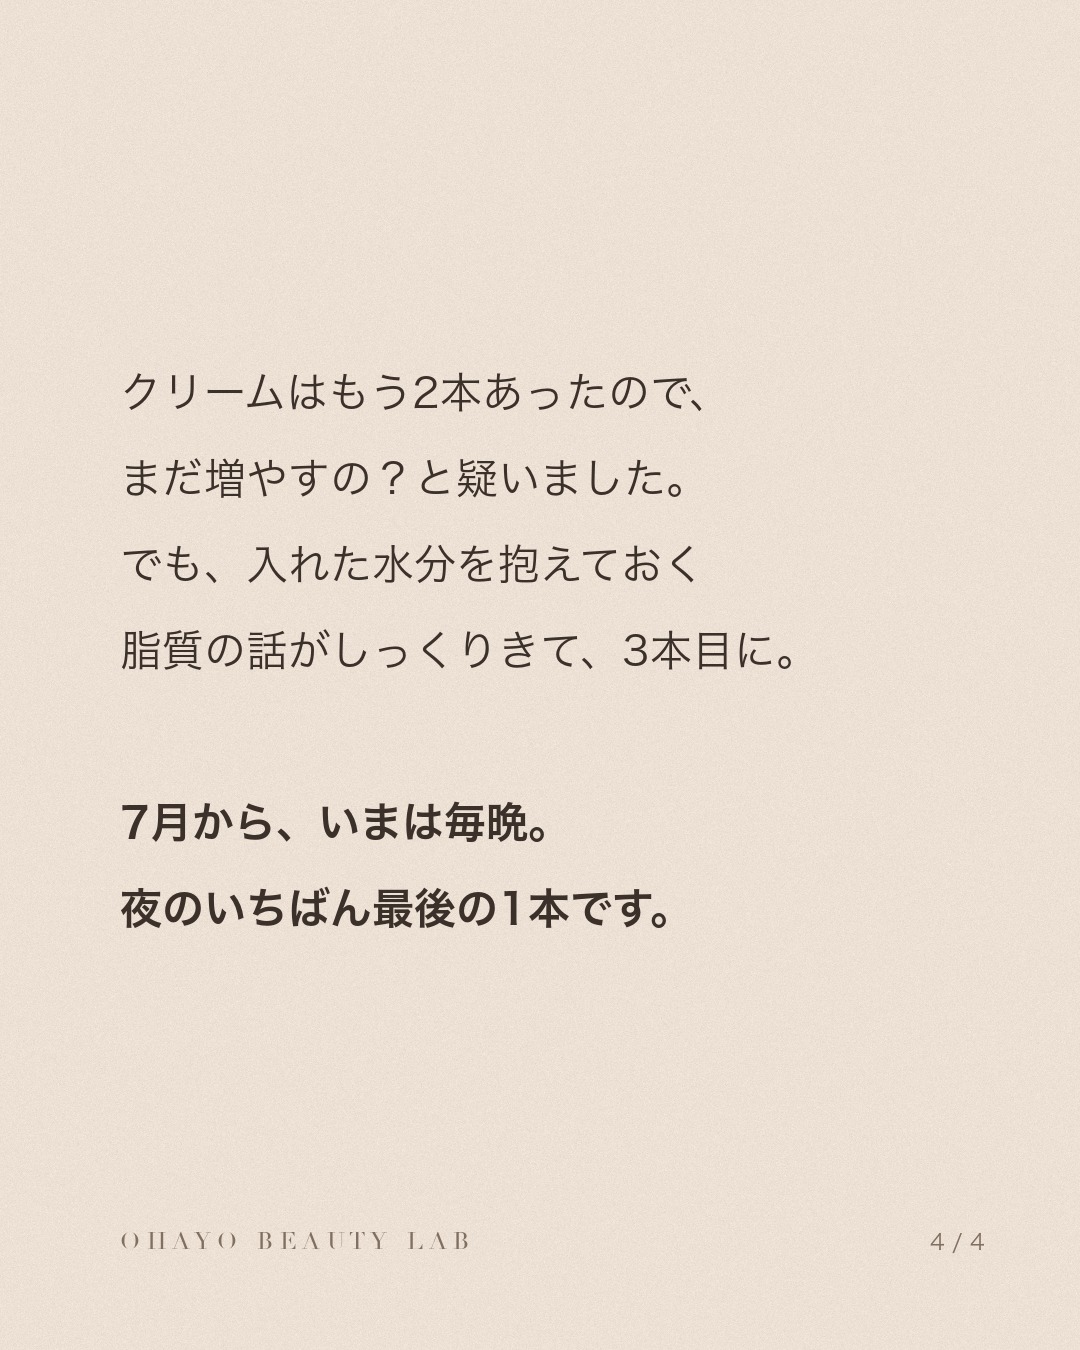 クリームはもう2本あったので、
まだ増やすの？と疑いました。
でも、入れた水分を抱えておく
脂質の話がしっくりきて、3本目に。
7月から、いまは毎晩。
夜のいちばん最後の1本です。
OHAYO BEAUTY LAB
4 / 4